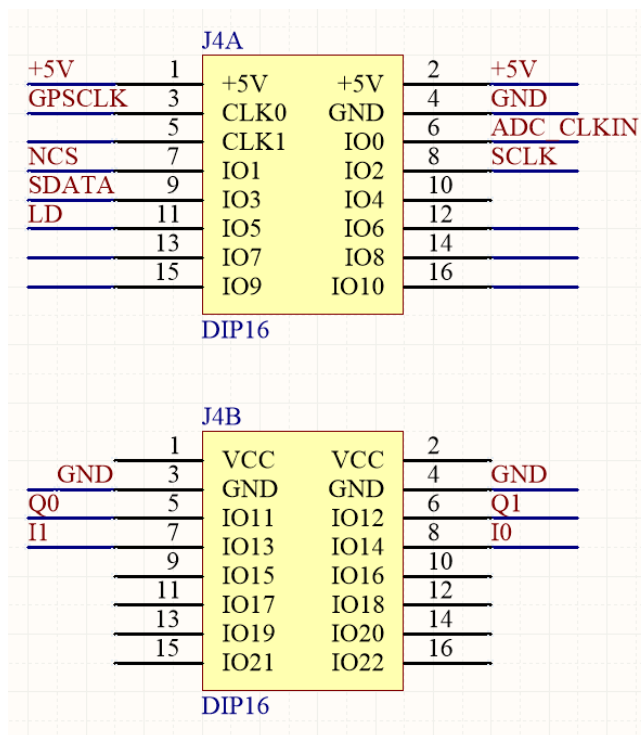 J4A
+5V 1 +5V +5V 2 +5V
GPSCLK 3 CLK0 GND 4 GND
5 CLK1 IO0 6 ADC_CLKIN
NCS 7 IO1 IO2 8 SCLK
SDATA 9 IO3 IO4 10
LD 11 IO5 IO6 12
13 IO7 IO8 14
15 IO9 IO10 16
DIP16
J4B
1 VCC VCC 2
GND 3 GND GND 4 GND
Q0 5 IO11 IO12 6 Q1
I1 7 IO13 IO14 8 I0
9 IO15 IO16 10
11 IO17 IO18 12
13 IO19 IO20 14
15 IO21 IO22 16
DIP16